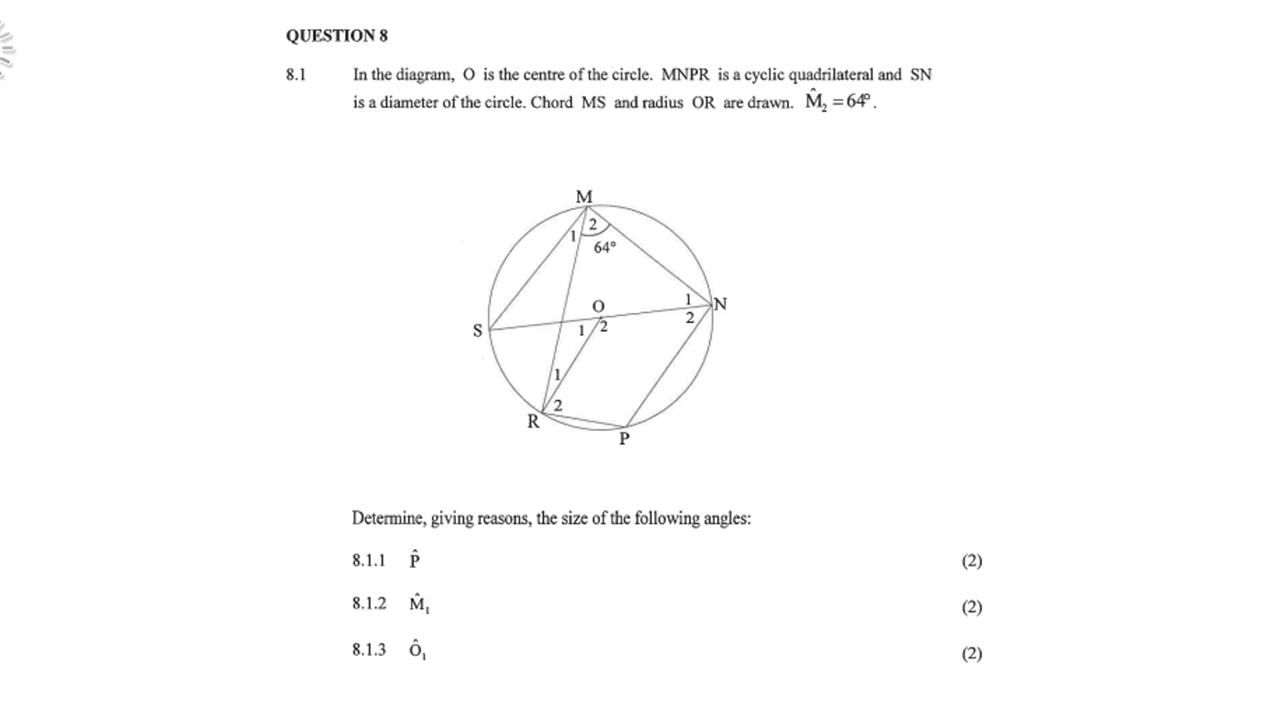 QUESTION 8
8.1 In the diagram, O is the centre of the circle. MNPR is a cyclic quadrilateral and SN
is a diameter of the circle. Chord MS and radius OR are drawn. M̂₂ = 64°.
M
2
1
64°
O
1 N
S
1 2
2
1
2
R
P
Determine, giving reasons, the size of the following angles:
8.1.1 P̂ (2)
8.1.2 M̂₁ (2)
8.1.3 Ô₁ (2)